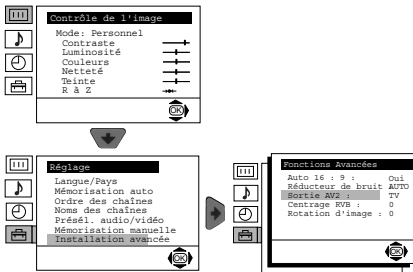 Contrôle de l'image
Mode: Personnel
Contraste
Luminosité
Couleurs
Netteté
Teinte
R à Z
OK
Réglage
Langue/Pays
Mémorisation auto
Ordre des chaînes
Noms des chaînes
Présél. audio/vidéo
Mémorisation manuelle
Installation avancée
OK
Fonctions Avancées
Auto 16 : 9 : Oui
Réducteur de bruit : AUTO
Sortie AV2 : TV
Centrage RVB : 0
Rotation d'image : 0
OK